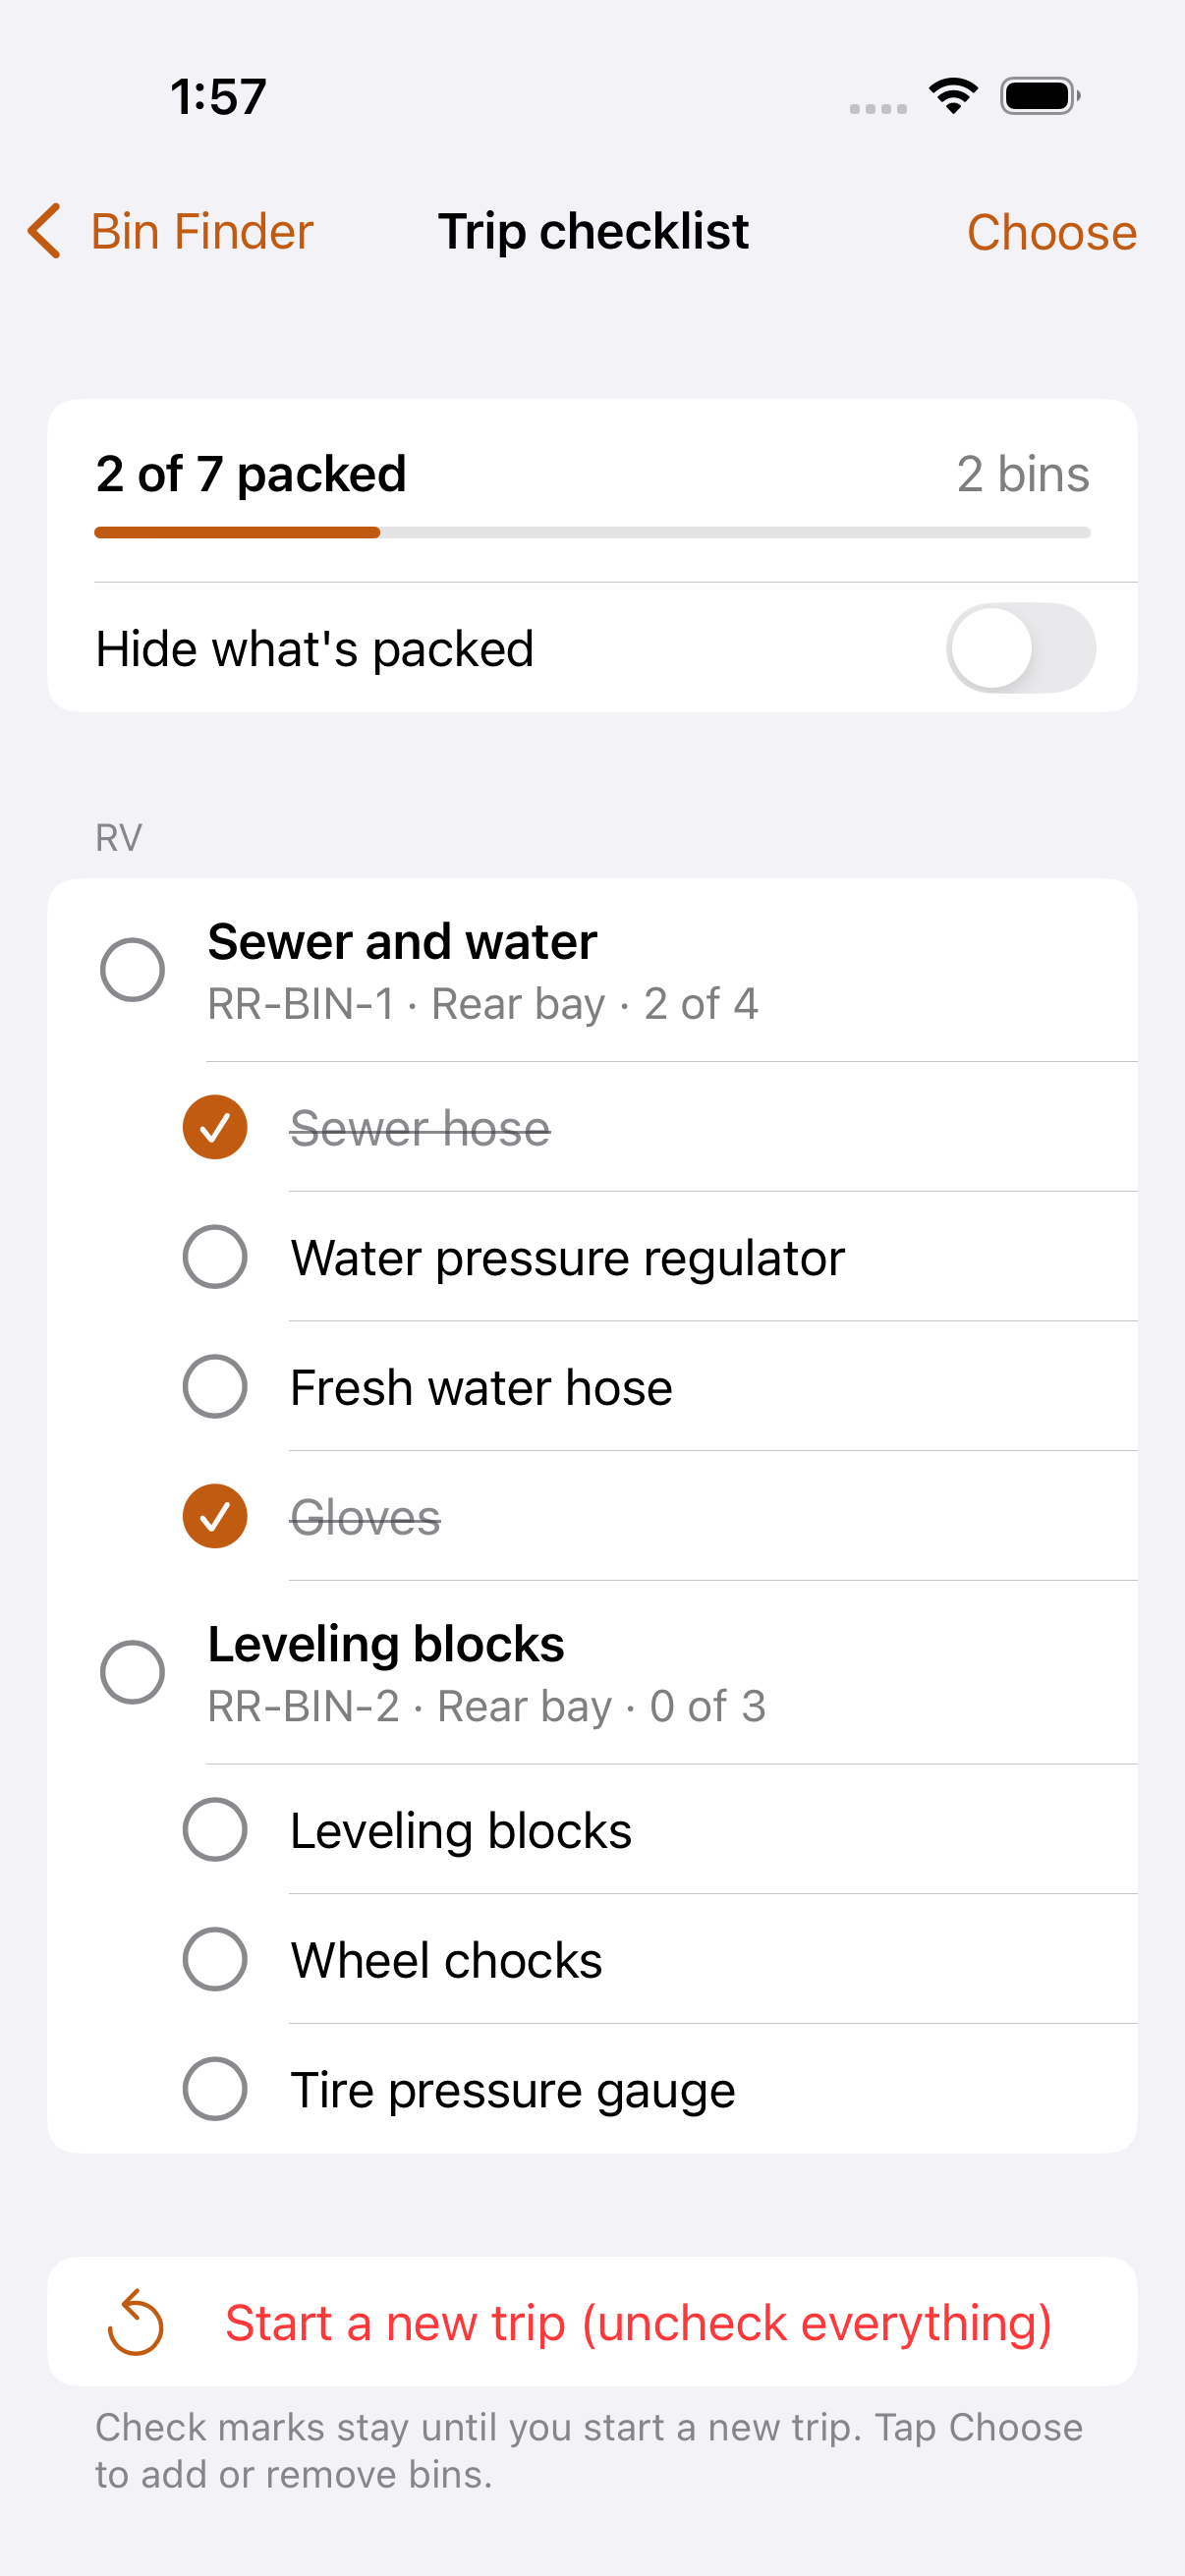 1:57
Bin Finder
Trip checklist
Choose
2 of 7 packed
2 bins
Hide what's packed
RV
Sewer and water
RR-BIN-1 · Rear bay · 2 of 4
Sewer hose
Water pressure regulator
Fresh water hose
Gloves
Leveling blocks
RR-BIN-2 · Rear bay · 0 of 3
Leveling blocks
Wheel chocks
Tire pressure gauge
Start a new trip (uncheck everything)
Check marks stay until you start a new trip. Tap Choose
to add or remove bins.